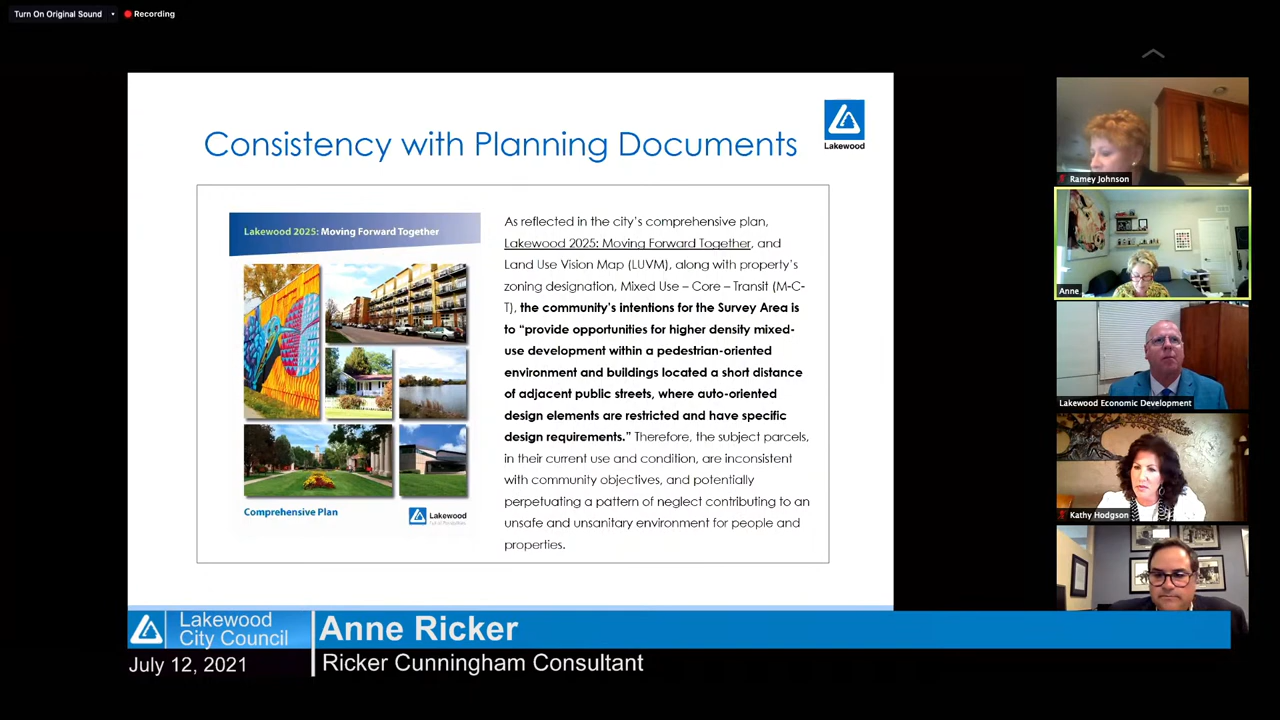 Turn On Original Sound
Recording
Consistency with Planning Documents
Lakewood
Lakewood 2025: Moving Forward Together
Comprehensive Plan
Lakewood
As reflected in the city's comprehensive plan,
Lakewood 2025: Moving Forward Together, and
Land Use Vision Map (LUVM), along with property's
zoning designation, Mixed Use – Core – Transit (M-C-
T), the community's intentions for the Survey Area is
to "provide opportunities for higher density mixed-
use development within a pedestrian-oriented
environment and buildings located a short distance
of adjacent public streets, where auto-oriented
design elements are restricted and have specific
design requirements." Therefore, the subject parcels,
in their current use and condition, are inconsistent
with community objectives, and potentially
perpetuating a pattern of neglect contributing to an
unsafe and unsanitary environment for people and
properties.
Ramey Johnson
Anne
Lakewood Economic Development
Kathy Hodgson
Lakewood
City Council
July 12, 2021
Anne Ricker
Ricker Cunningham Consultant